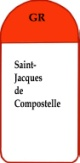 GR
Saint-
Jacques
de
Compostelle